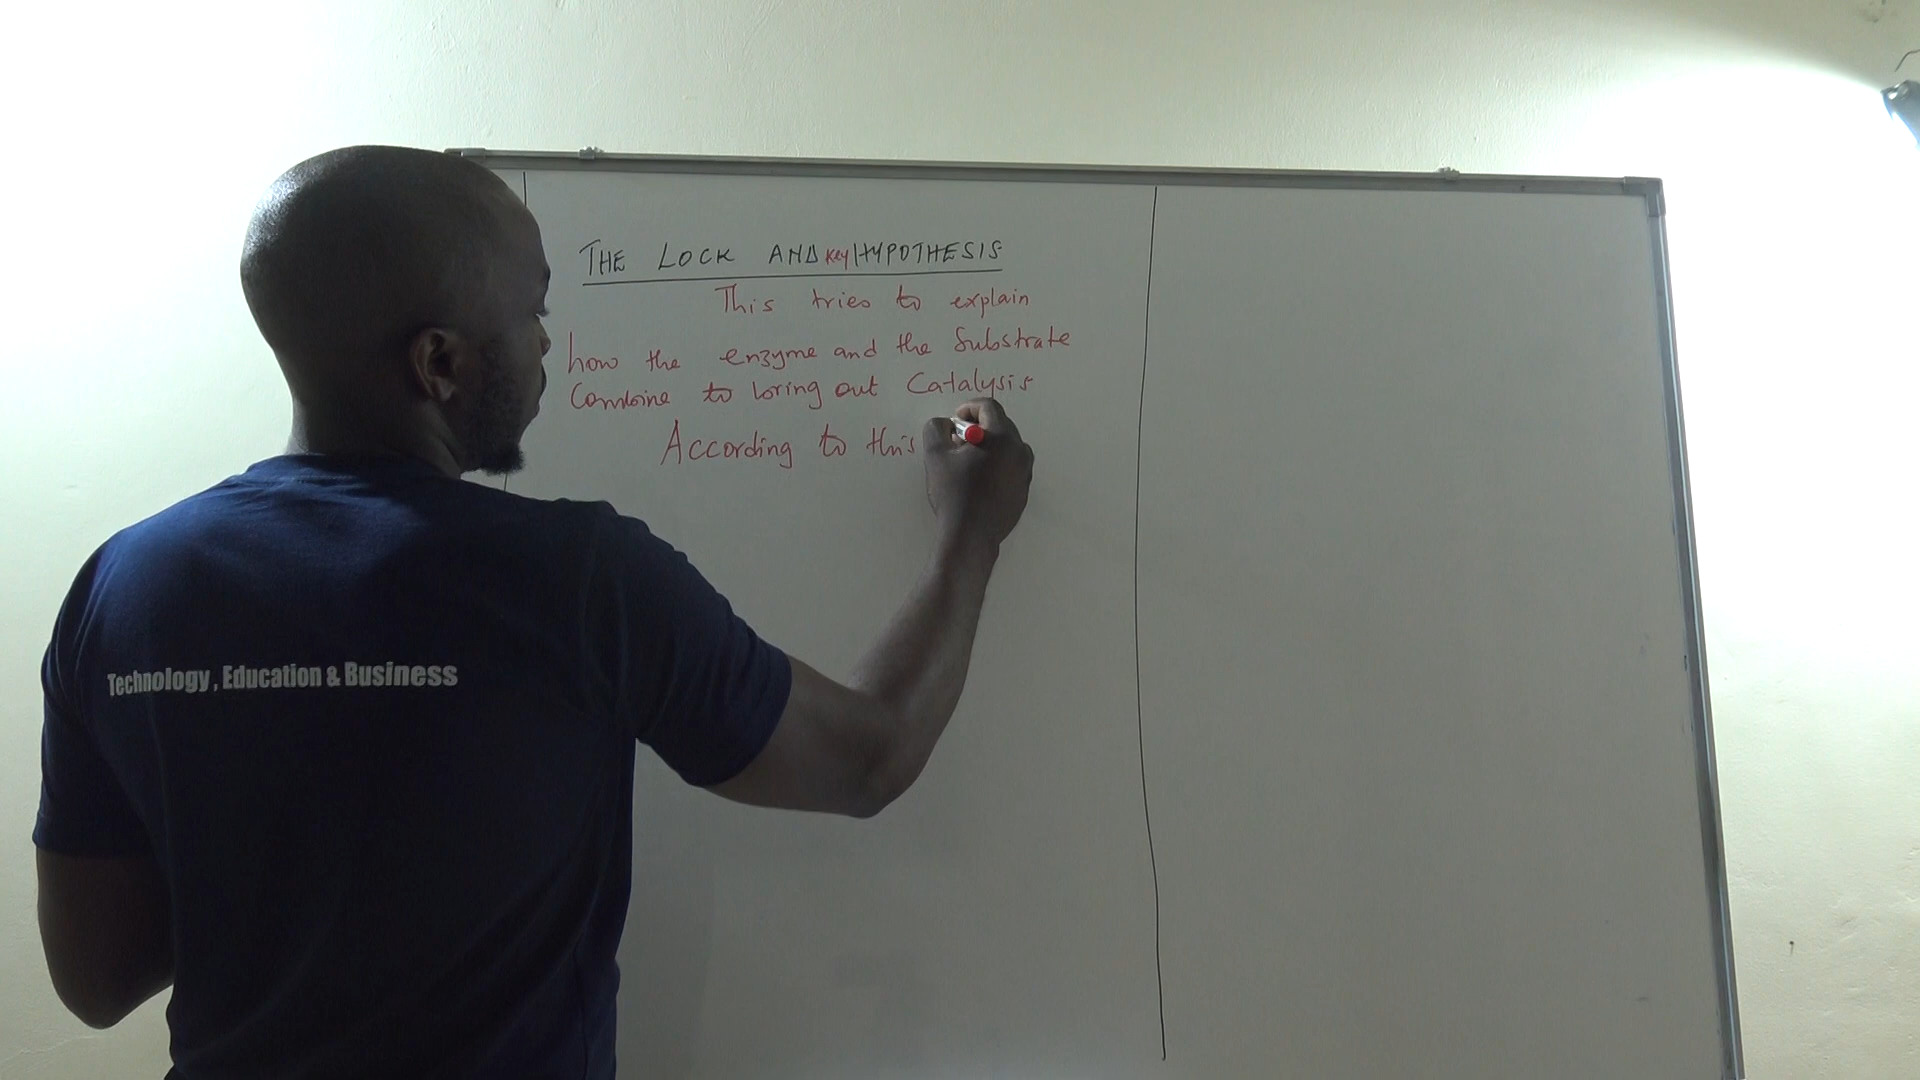 THE LOCK AND key HYPOTHESIS
This tries to explain
how the enzyme and the Substrate
Combine to bring out Catalysis
According to this
Technology, Education & Business